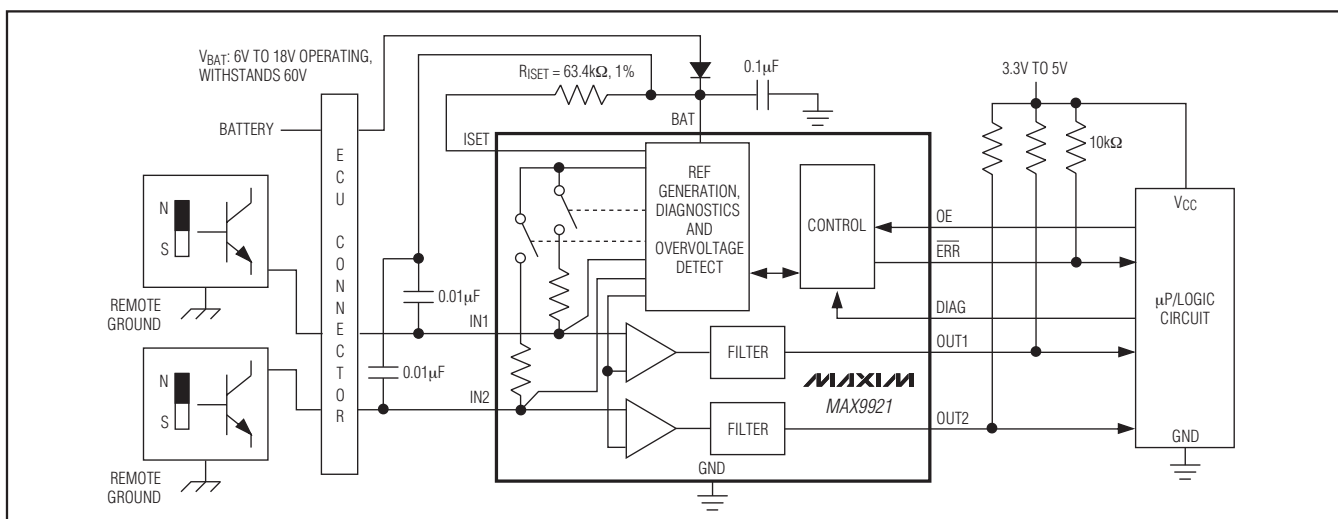 VBAT: 6V TO 18V OPERATING,
WITHSTANDS 60V
RISET = 63.4kΩ, 1%
0.1µF
3.3V TO 5V
BATTERY
BAT
ISET
10kΩ
ECU CONNECTOR
REF
GENERATION,
DIAGNOSTICS
AND
OVERVOLTAGE
DETECT
CONTROL
VCC
OE
ERR
N
S
0.01µF
REMOTE
GROUND
IN1
DIAG
µP/LOGIC
CIRCUIT
OUT1
FILTER
N
S
0.01µF
MAXIM
MAX9921
IN2
FILTER
OUT2
GND
GND
REMOTE
GROUND